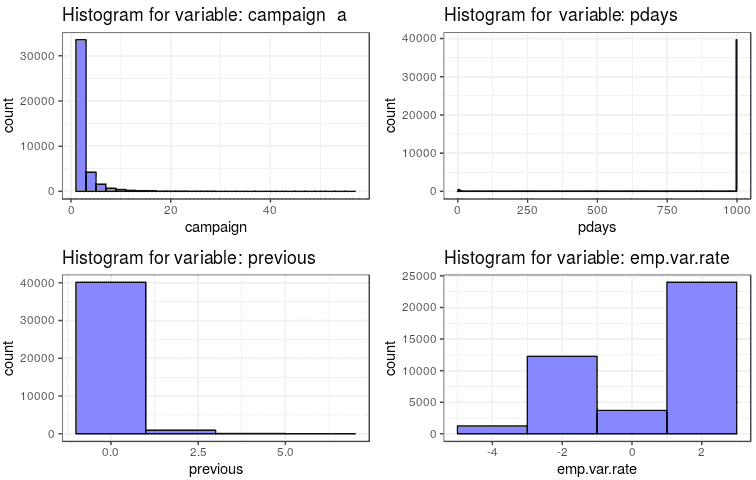 Histogram for variable: campaign a
30000
20000
10000
0
count
0 20 40
campaign
Histogram for variable: pdays
40000
30000
20000
10000
0
count
0 250 500 750 1000
pdays
Histogram for variable: previous
40000
30000
20000
10000
0
count
0.0 2.5 5.0
previous
Histogram for variable: emp.var.rate
25000
20000
15000
10000
5000
0
count
-4 -2 0 2
emp.var.rate